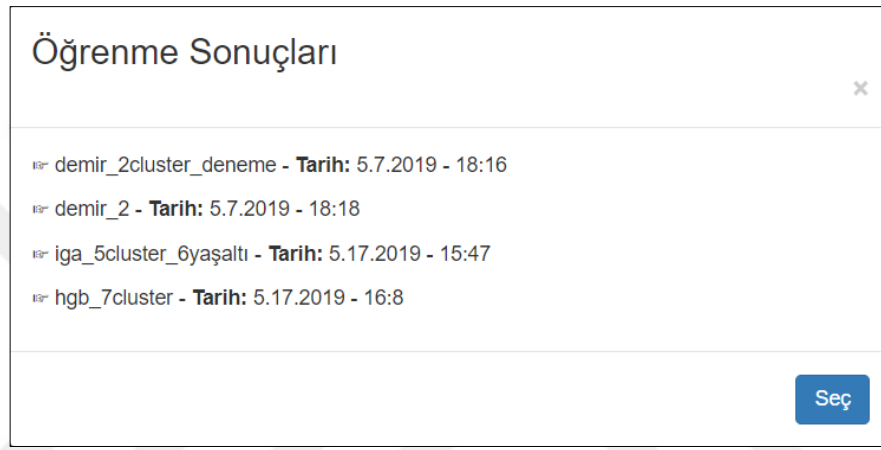 Öğrenme Sonuçları
×
☞ demir_2cluster_deneme - Tarih: 5.7.2019 - 18:16
☞ demir_2 - Tarih: 5.7.2019 - 18:18
☞ iga_5cluster_6yaşaltı - Tarih: 5.17.2019 - 15:47
☞ hgb_7cluster - Tarih: 5.17.2019 - 16:8
Seç